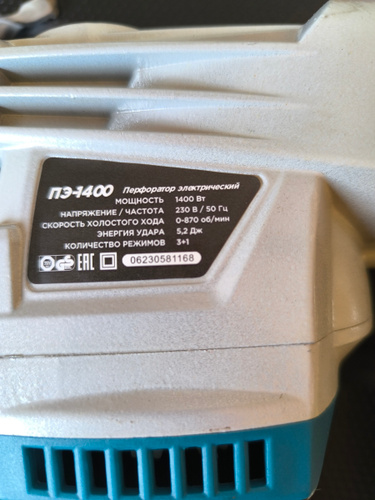 ПЭ-1400 Перфоратор электрический
МОЩНОСТЬ 1400 Вт
НАПРЯЖЕНИЕ / ЧАСТОТА 230 В / 50 Гц
СКОРОСТЬ ХОЛОСТОГО ХОДА 0-870 об/мин
ЭНЕРГИЯ УДАРА 5,2 Дж
КОЛИЧЕСТВО РЕЖИМОВ 3+1
EAC 06230581168